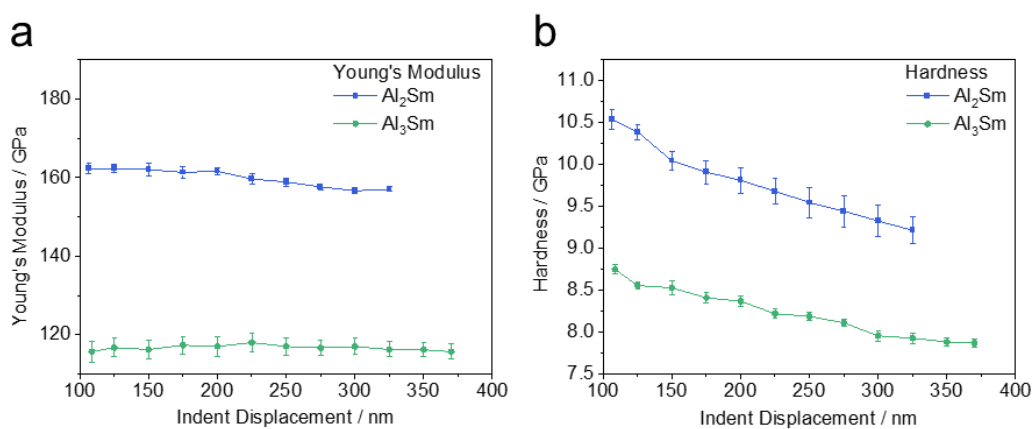 a
Young's Modulus / GPa
160
140
120
100
150
200
250
300
350
400
Indent Displacement / nm
Young's Modulus
Al₂Sm
Al₃Sm
b
Hardness / GPa
11.0
10.5
10.0
9.5
9.0
8.5
8.0
7.5
100
150
200
250
300
350
400
Indent Displacement / nm
Hardness
Al₂Sm
Al₃Sm